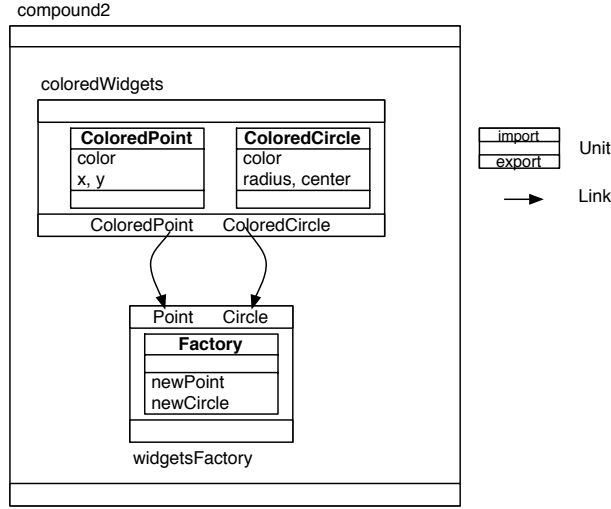 compound2
coloredWidgets
ColoredPoint
color
x, y
ColoredCircle
color
radius, center
ColoredPoint ColoredCircle
Point Circle
Factory
newPoint
newCircle
widgetsFactory
import
export
Unit
Link